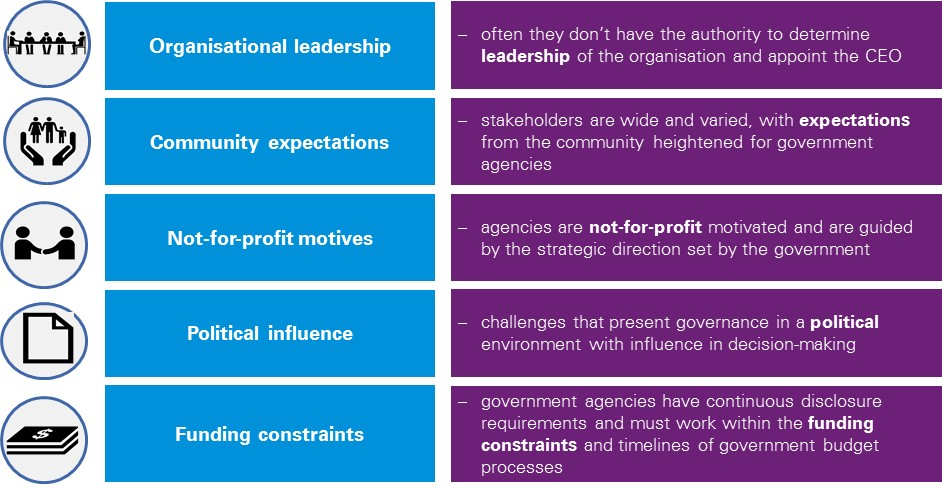 Organisational leadership
– often they don't have the authority to determine
leadership of the organisation and appoint the CEO
Community expectations
– stakeholders are wide and varied, with expectations
from the community heightened for government
agencies
Not-for-profit motives
– agencies are not-for-profit motivated and are guided
by the strategic direction set by the government
Political influence
– challenges that present governance in a political
environment with influence in decision-making
$
Funding constraints
– government agencies have continuous disclosure
requirements and must work within the funding
constraints and timelines of government budget
processes